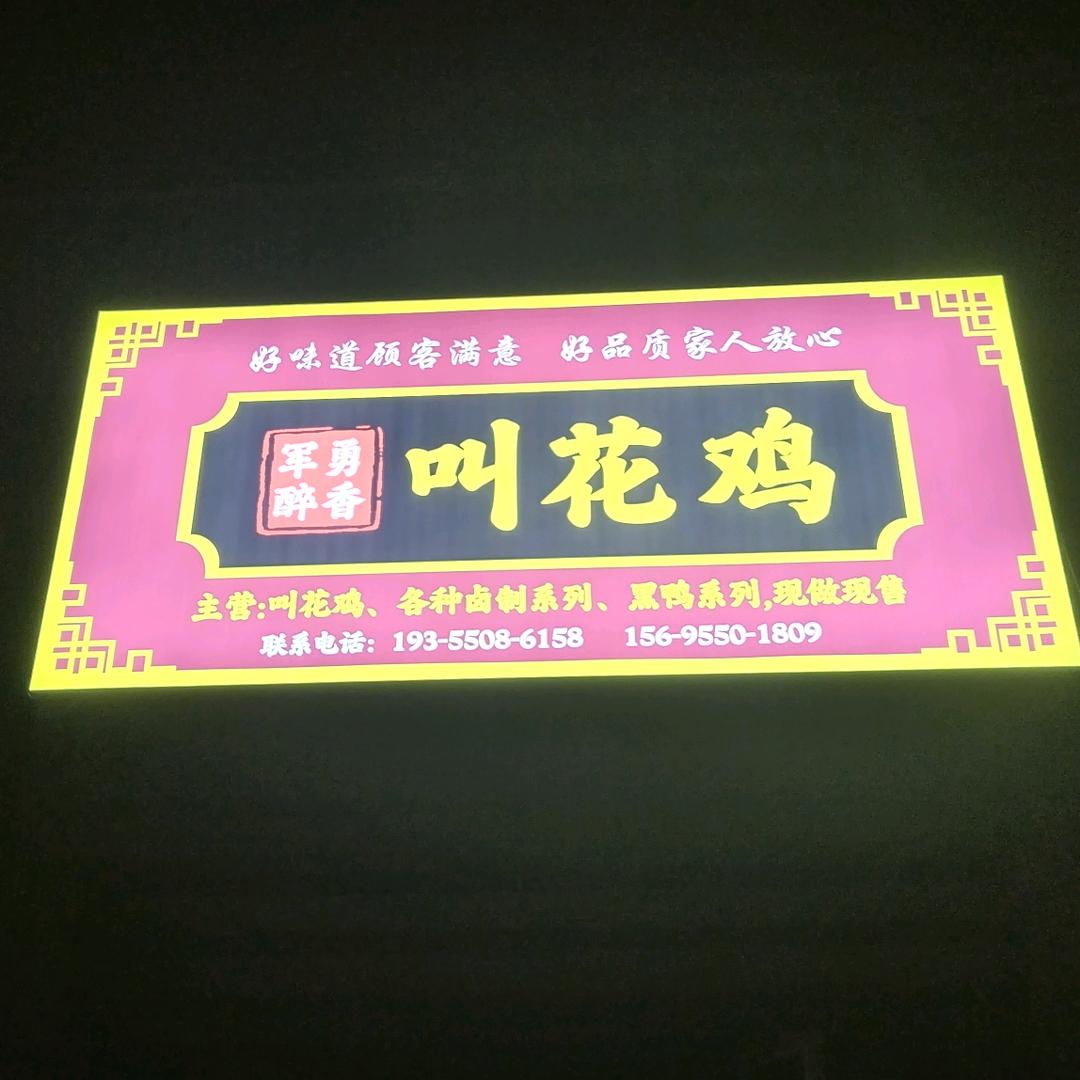 好味道顾客满意 好品质家人放心
军勇
醉香
叫花鸡
主营:叫花鸡、各种卤制系列、黑鸭系列,现做现售
联系电话: 193-5508-6158 156-9550-1809